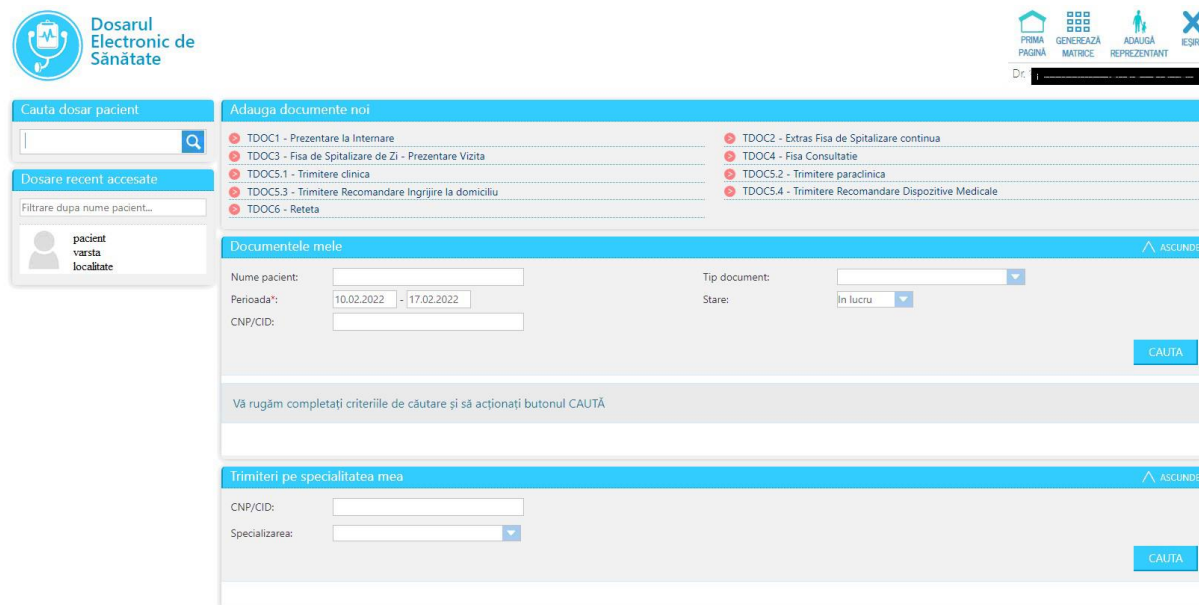 Dosarul
Electronic de
Sănătate
PRIMA
PAGINĂ
GENEREAZĂ
MATRICE
ADAUGĂ
REPREZENTANT
IEȘIR
Dr.
Cauta dosar pacient
Dosare recent accesate
Filtrare dupa nume pacient...
pacient
varsta
localitate
Adauga documente noi
TDOC1 - Prezentare la Internare
TDOC2 - Extras Fisa de Spitalizare continua
TDOC3 - Fisa de Spitalizare de Zi - Prezentare Vizita
TDOC4 - Fisa Consultatie
TDOC5.1 - Trimitere clinica
TDOC5.2 - Trimitere paraclinica
TDOC5.3 - Trimitere Recomandare Ingrijire la domiciliu
TDOC5.4 - Trimitere Recomandare Dispozitive Medicale
TDOC6 - Reteta
Documentele mele
ASCUNDE
Nume pacient:
Tip document:
Perioada*: 10.02.2022 - 17.02.2022
Stare: In lucru
CNP/CID:
CAUTA
Vă rugăm completați criteriile de căutare și să acționați butonul CAUTĂ
Trimiteri pe specialitatea mea
ASCUNDE
CNP/CID:
Specializarea:
CAUTA